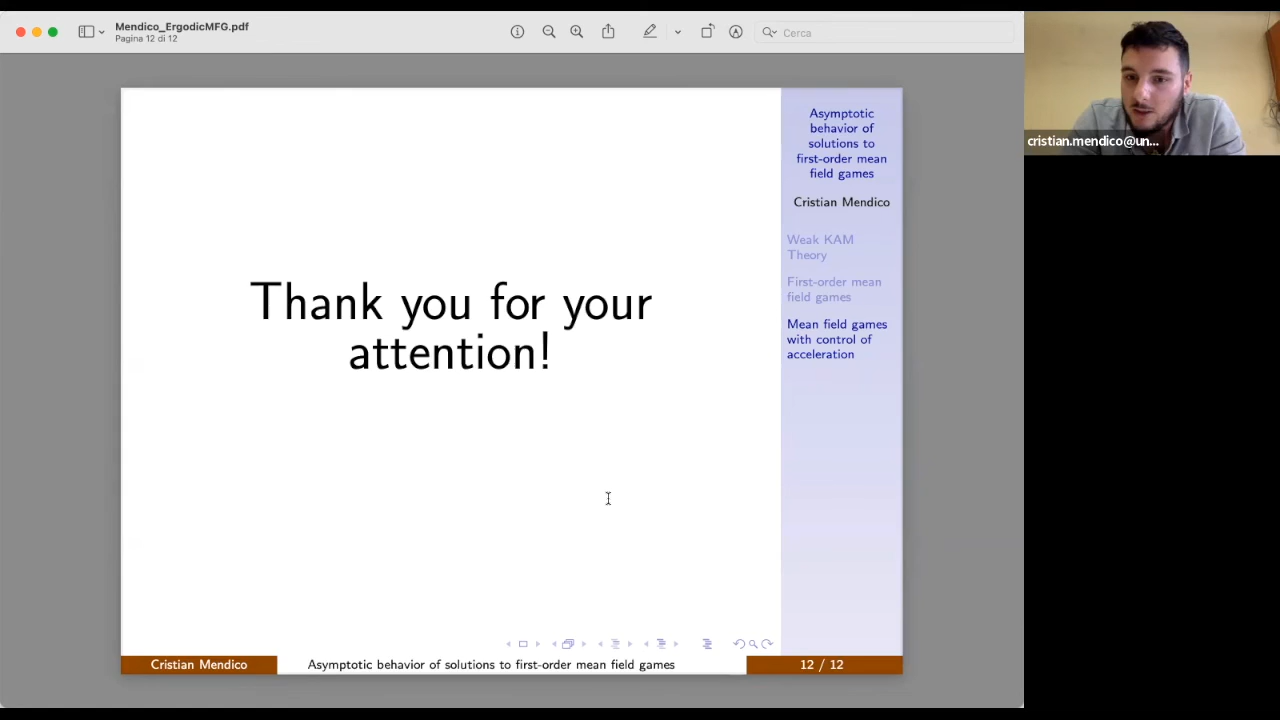 Mendico_ErgodicMFG.pdf
Pagina 12 di 12
Cerca
cristian.mendico@un...
Thank you for your
attention!
Asymptotic
behavior of
solutions to
first-order mean
field games
Cristian Mendico
Weak KAM
Theory
First-order mean
field games
Mean field games
with control of
acceleration
Cristian Mendico
Asymptotic behavior of solutions to first-order mean field games
12 / 12